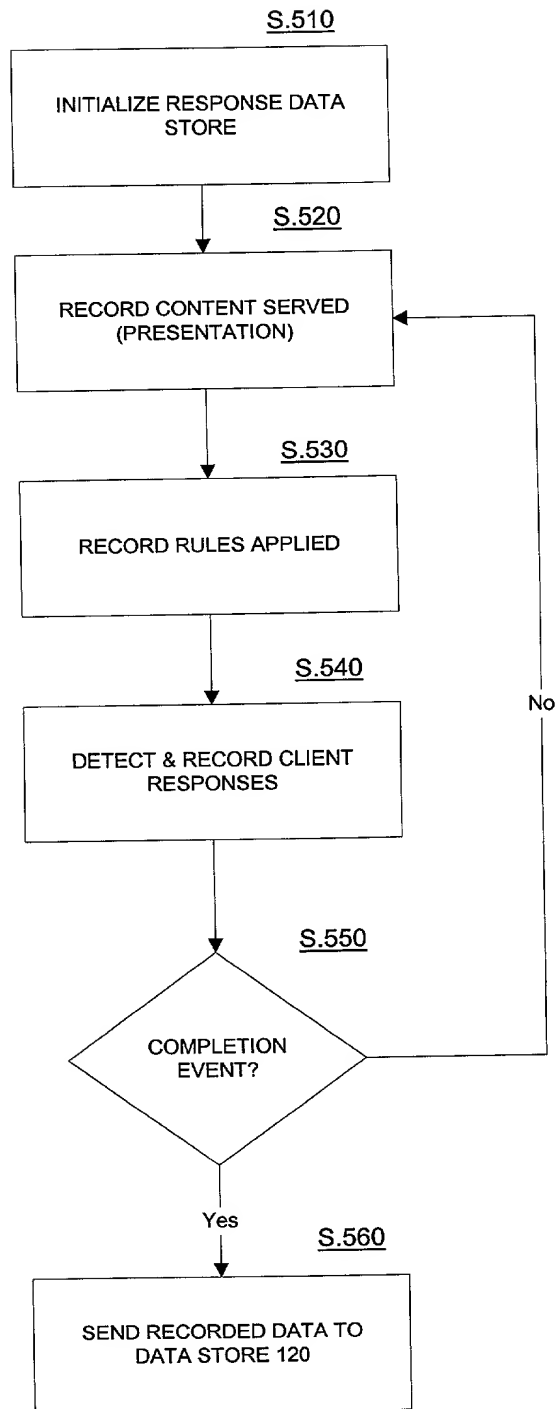 S.510
INITIALIZE RESPONSE DATA
STORE
S.520
RECORD CONTENT SERVED
(PRESENTATION)
S.530
RECORD RULES APPLIED
S.540
DETECT & RECORD CLIENT
RESPONSES
No
S.550
COMPLETION
EVENT?
Yes
S.560
SEND RECORDED DATA TO
DATA STORE 120